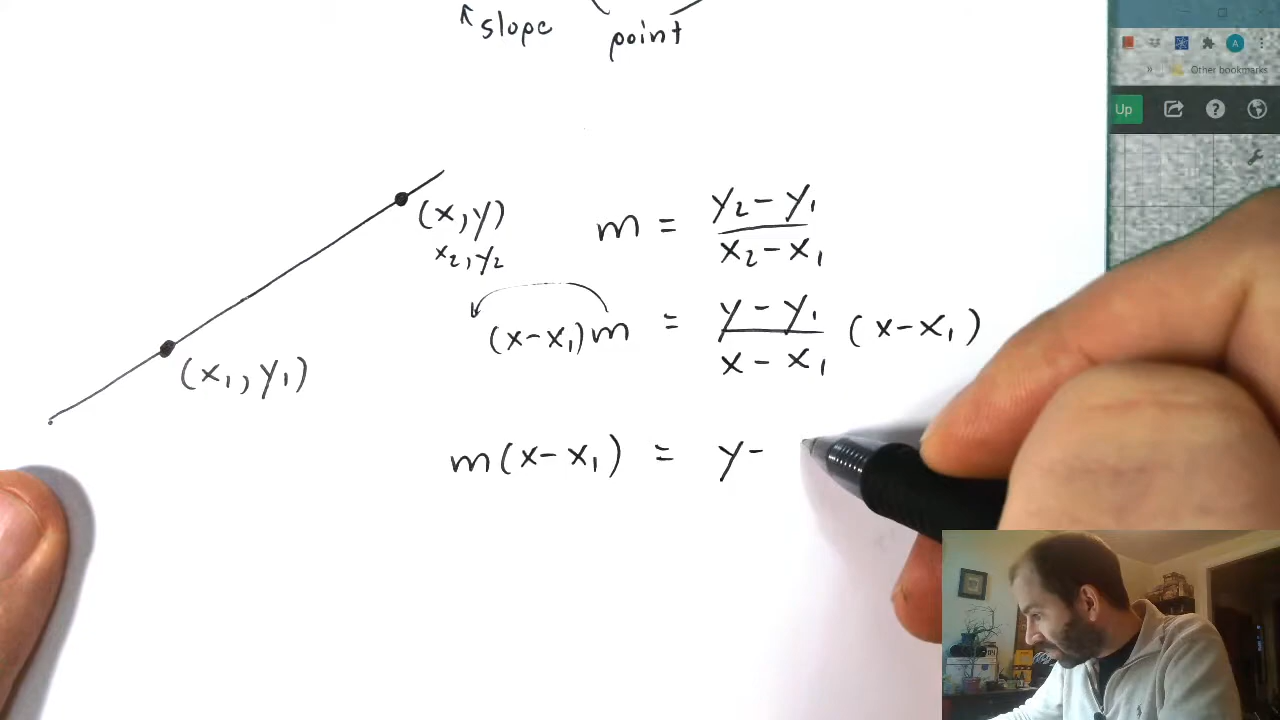 slope point
Other bookmarks
A
Up
(x, y)
x₂, y₂
m = (y₂ - y₁)/(x₂ - x₁)
(x-x₁)m = (y - y₁)/(x - x₁) (x-x₁)
(x₁, y₁)
m(x-x₁) = y-